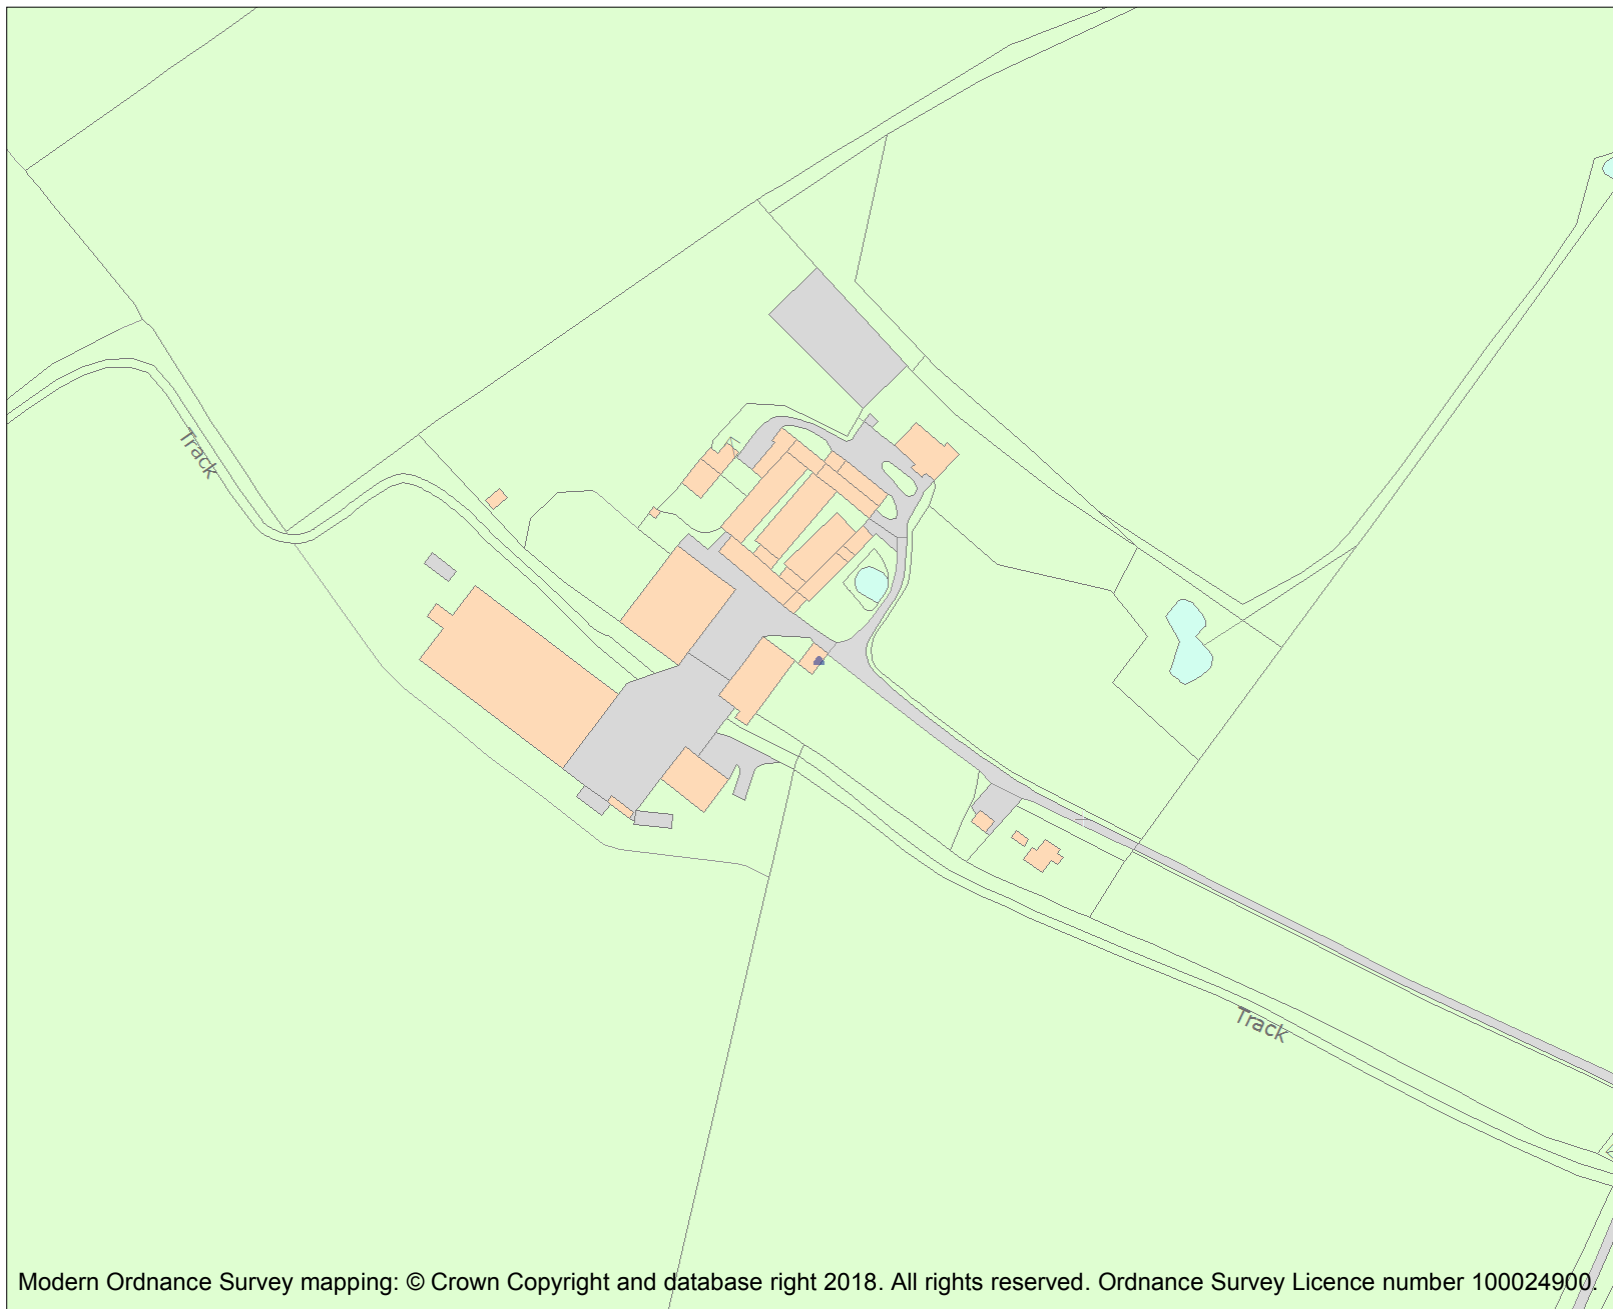 Track
Track
Modern Ordnance Survey mapping: © Crown Copyright and database right 2018. All rights reserved. Ordnance Survey Licence number 100024900.